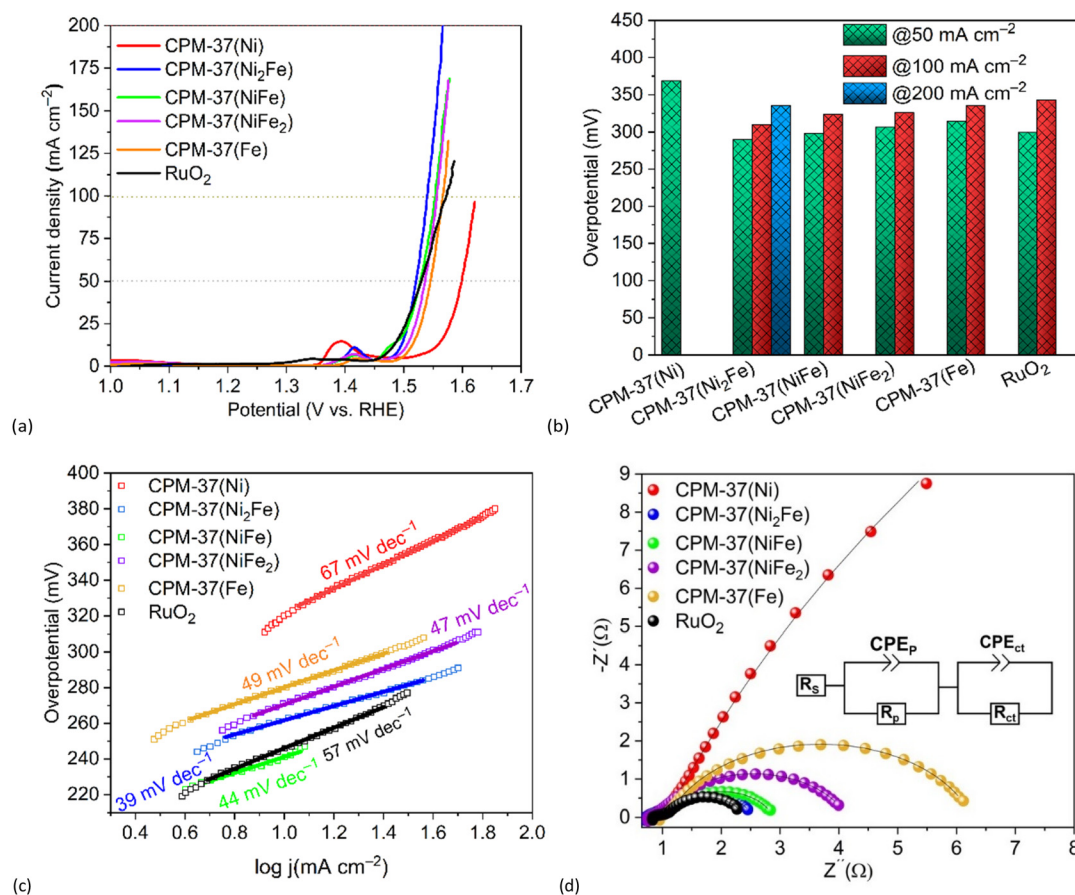 200
175
150
125
100
75
50
25
0
Current density (mA cm⁻²)
CPM-37(Ni)
CPM-37(Ni₂Fe)
CPM-37(NiFe)
CPM-37(NiFe₂)
CPM-37(Fe)
RuO₂
1.0 1.1 1.2 1.3 1.4 1.5 1.6 1.7
Potential (V vs. RHE)
(a)
450
400
350
300
250
200
150
100
50
0
Overpotential (mV)
@50 mA cm⁻²
@100 mA cm⁻²
@200 mA cm⁻²
CPM-37(Ni)
CPM-37(Ni₂Fe)
CPM-37(NiFe)
CPM-37(NiFe₂)
CPM-37(Fe)
RuO₂
(b)
400
380
360
340
320
300
280
260
240
220
Overpotential (mV)
CPM-37(Ni)
CPM-37(Ni₂Fe)
CPM-37(NiFe)
CPM-37(NiFe₂)
CPM-37(Fe)
RuO₂
67 mV dec⁻¹
47 mV dec⁻¹
49 mV dec⁻¹
57 mV dec⁻¹
39 mV dec⁻¹
44 mV dec⁻¹
0.4 0.6 0.8 1.0 1.2 1.4 1.6 1.8 2.0
log j(mA cm⁻²)
(c)
9
8
7
6
5
4
3
2
1
0
-Z′(Ω)
CPM-37(Ni)
CPM-37(Ni₂Fe)
CPM-37(NiFe)
CPM-37(NiFe₂)
CPM-37(Fe)
RuO₂
CPE_P CPE_ct
R_S
R_p R_ct
1 2 3 4 5 6 7 8
Z″(Ω)
(d)